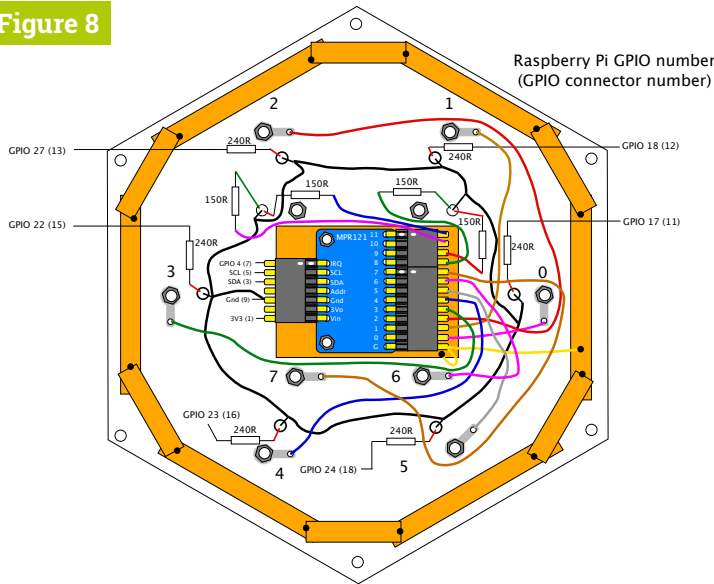 Figure 8
Raspberry Pi GPIO number
(GPIO connector number)
2
1
240R
GPIO 27 (13)
GPIO 18 (12)
240R
150R
150R
150R
150R
GPIO 22 (15)
GPIO 17 (11)
240R
240R
MPR121
11
10
9
8
7
6
5
4
3
2
1
0
G
GPIO 4 (7)
SCL (5)
SDA (3)
Gnd (9)
3V3 (1)
IRQ
SCL
SDA
Addr
Gnd
3Vo
Vin
3
0
7
6
GPIO 23 (16)
240R
240R
4
GPIO 24 (18)
5